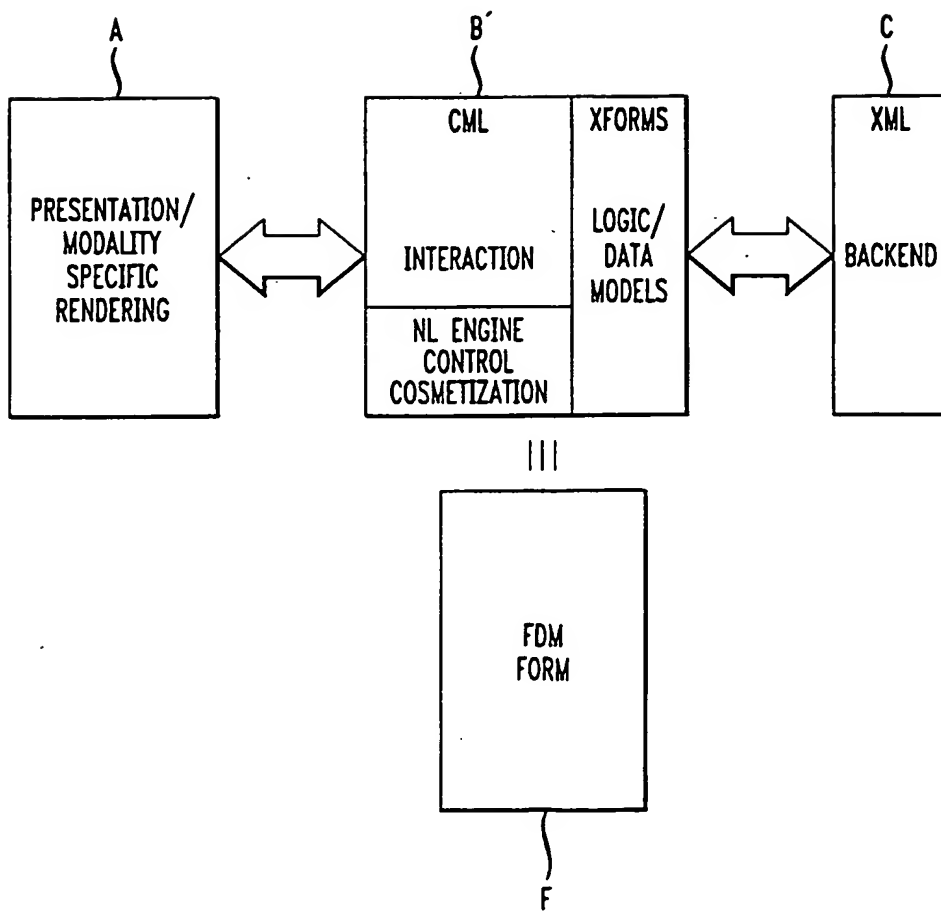 A
B´
C
PRESENTATION/
MODALITY
SPECIFIC
RENDERING
CML
INTERACTION
NL ENGINE
CONTROL
COSMETIZATION
XFORMS
LOGIC/
DATA
MODELS
XML
BACKEND
FDM
FORM
F